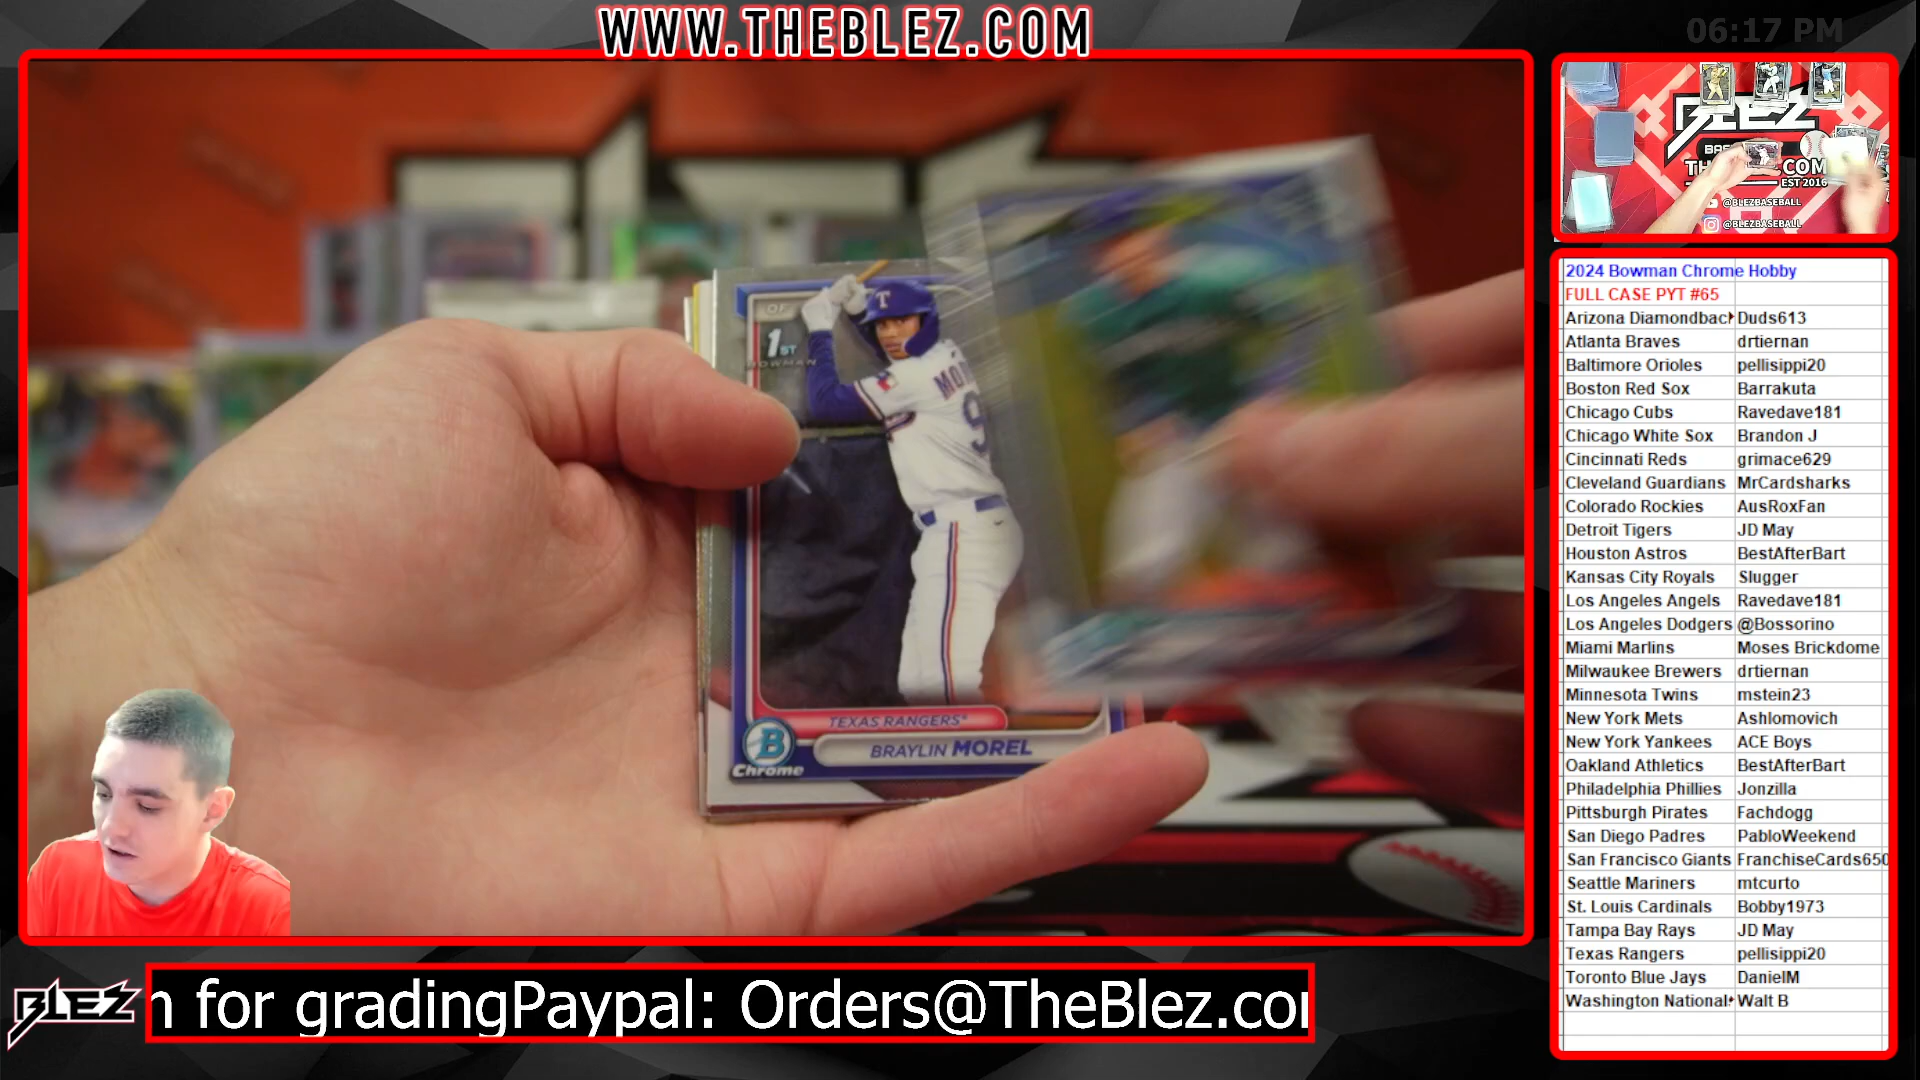 WWW.THEBLEZ.COM
06:17 PM
1ST
BOWMAN
T
TEXAS RANGERS
BRAYLIN MOREL
B
Chrome
BLEZ
.COM
EST 2016
@BLEZBASEBALL
@BLEZBASEBALL
2024 Bowman Chrome Hobby
FULL CASE PYT #65
Arizona Diamondback Duds613
Atlanta Braves drtiernan
Baltimore Orioles pellisippi20
Boston Red Sox Barrakuta
Chicago Cubs Ravedave181
Chicago White Sox Brandon J
Cincinnati Reds grimace629
Cleveland Guardians MrCardsharks
Colorado Rockies AusRoxFan
Detroit Tigers JD May
Houston Astros BestAfterBart
Kansas City Royals Slugger
Los Angeles Angels Ravedave181
Los Angeles Dodgers @Bossorino
Miami Marlins Moses Brickdome
Milwaukee Brewers drtiernan
Minnesota Twins mstein23
New York Mets Ashlomovich
New York Yankees ACE Boys
Oakland Athletics BestAfterBart
Philadelphia Phillies Jonzilla
Pittsburgh Pirates Fachdogg
San Diego Padres PabloWeekend
San Francisco Giants FranchiseCards650
Seattle Mariners mtcurto
St. Louis Cardinals Bobby1973
Tampa Bay Rays JD May
Texas Rangers pellisippi20
Toronto Blue Jays DanielM
Washington National Walt B
BLEZ
n for gradingPaypal: Orders@TheBlez.com